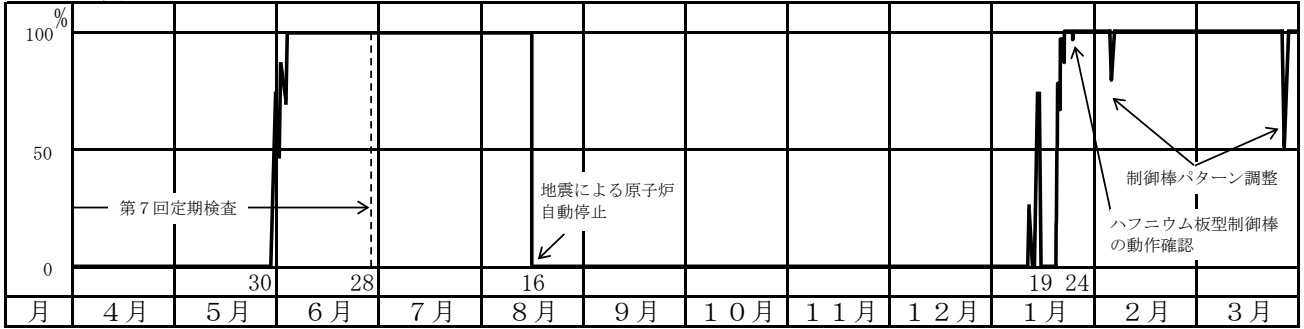 %
100
50
0
第７回定期検査
地震による原子炉
自動停止
制御棒パターン調整
ハフニウム板型制御棒
の動作確認
30
28
16
19
24
月
４月
５月
６月
７月
８月
９月
１０月
１１月
１２月
１月
２月
３月